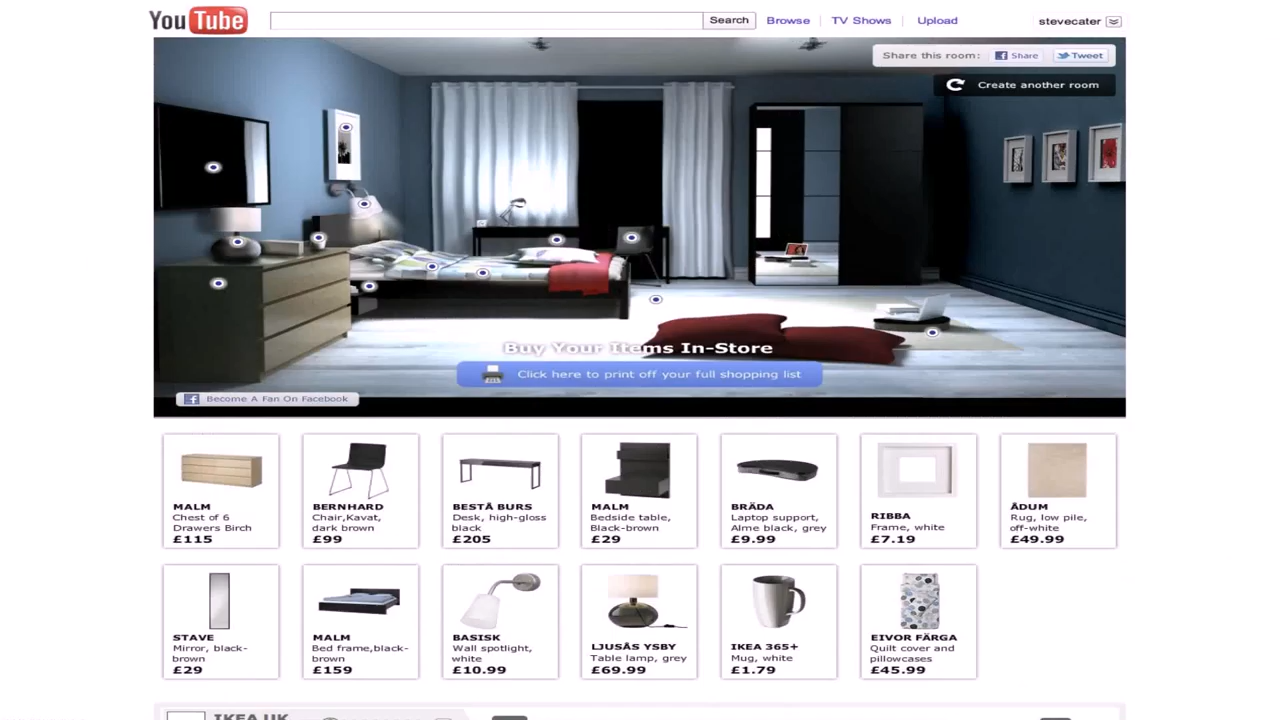 YouTube
Search
Browse
TV Shows
Upload
stevecater
Share this room:
Share
Tweet
Create another room
Buy Your Items In-Store
Click here to print off your full shopping list
Become A Fan On Facebook
MALM
Chest of 6
Drawers Birch
£115
BERNHARD
Chair,Kavat,
dark brown
£99
BESTÅ BURS
Desk, high-gloss
black
£205
MALM
Bedside table,
Black-brown
£29
BRÄDA
Laptop support,
Alme black, grey
£9.99
RIBBA
Frame, white
£7.19
ÅDUM
Rug, low pile,
off-white
£49.99
STAVE
Mirror, black-
brown
£29
MALM
Bed frame,black-
brown
£159
BASISK
Wall spotlight,
white
£10.99
LJUSÅS YSBY
Table lamp, grey
£69.99
IKEA 365+
Mug, white
£1.79
EIVOR FÄRGA
Quilt cover and
pillowcases
£45.99
IKEA UK